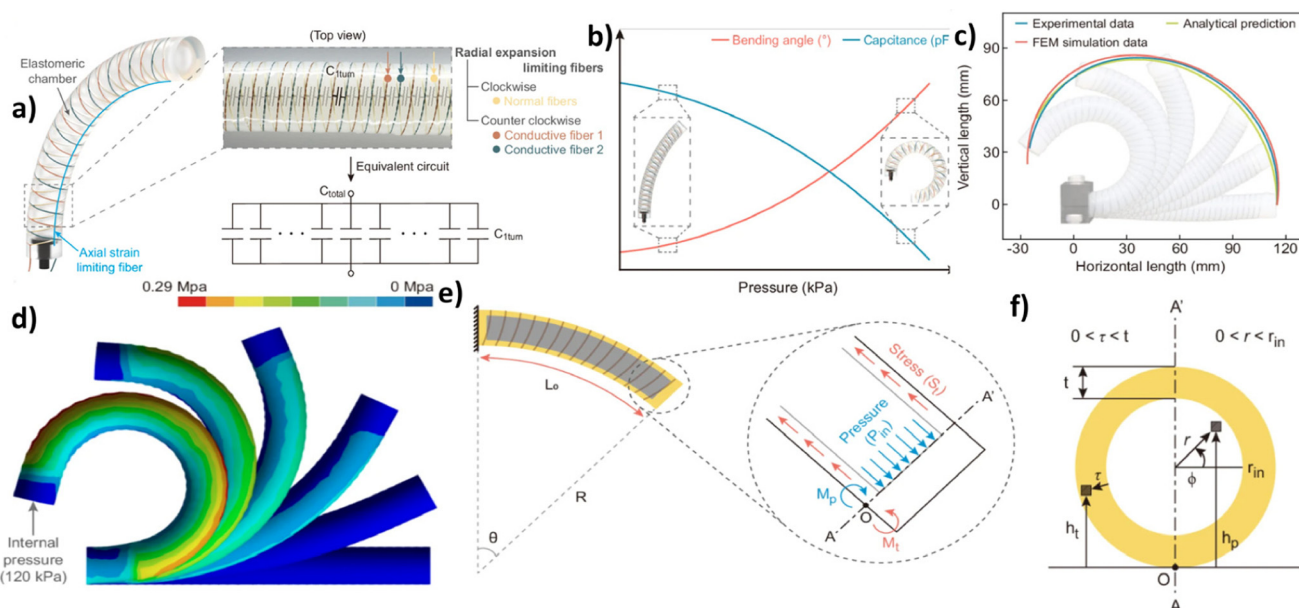 a)
Elastomeric
chamber
Axial strain
limiting fiber
(Top view)
C1turn
Radial expansion
limiting fibers
Clockwise
Normal fibers
Counter clockwise
Conductive fiber 1
Conductive fiber 2
Equivalent circuit
Ctotal
C1turn
b)
Bending angle (°)
Capcitance (pF
Pressure (kPa)
c)
Experimental data
Analytical prediction
FEM simulation data
Vertical length (mm)
90
60
30
0
-30
0
30
60
90
120
Horizontal length (mm)
0.29 Mpa
0 Mpa
d)
Internal
pressure
(120 kPa)
e)
L₀
R
θ
Stress (Sₜ)
Pressure
(Pin)
A'
Mp
O
A'
Mt
f)
A'
0 < τ < t
0 < r < rin
t
r
rin
τ
ϕ
ht
hp
O
A